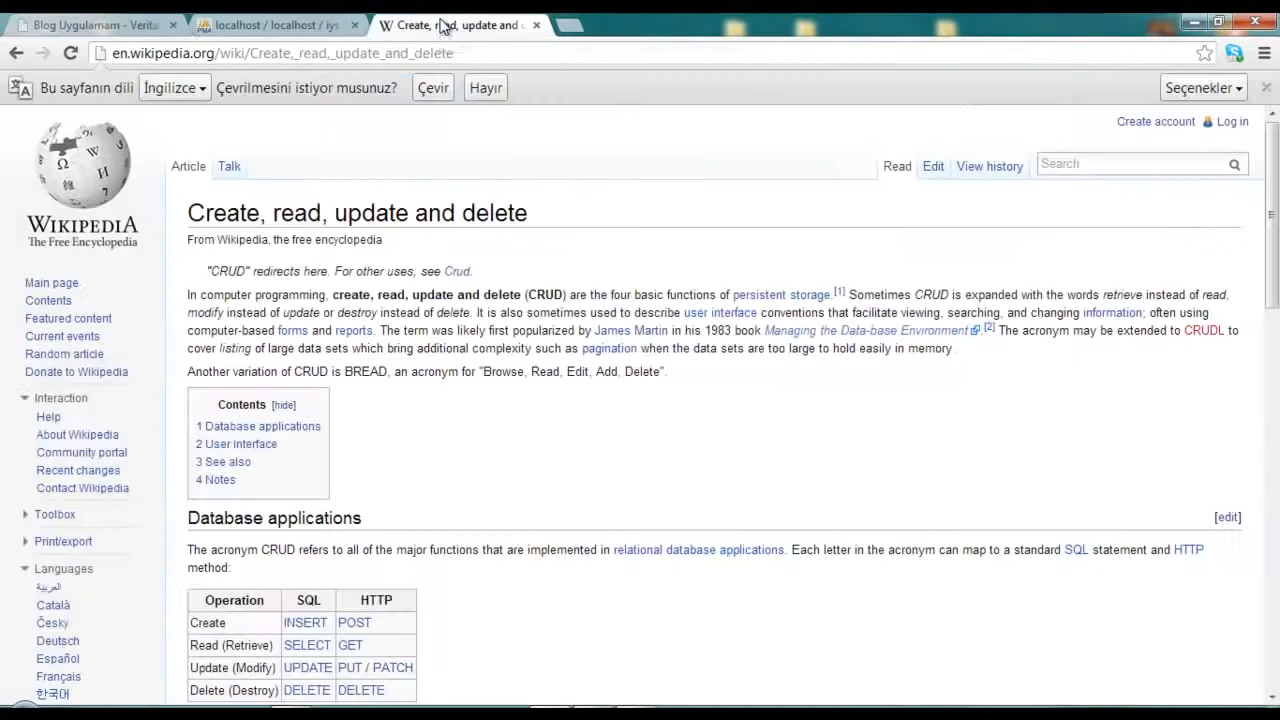 Blog Uygulamam - Verita
localhost / localhost / iys
Create, read, update and
en.wikipedia.org/wiki/Create,_read,_update_and_delete
Bu sayfanın dili İngilizce Çevrilmesini istiyor musunuz? Çevir Hayır Seçenekler
Create account Log in
Article Talk Read Edit View history Search
WIKIPEDIA
The Free Encyclopedia
Main page
Contents
Featured content
Current events
Random article
Donate to Wikipedia
Interaction
Help
About Wikipedia
Community portal
Recent changes
Contact Wikipedia
Toolbox
Print/export
Languages
العربية
Català
Česky
Deutsch
Español
Français
한국어
Create, read, update and delete
From Wikipedia, the free encyclopedia
"CRUD" redirects here. For other uses, see Crud.
In computer programming, create, read, update and delete (CRUD) are the four basic functions of persistent storage.[1] Sometimes CRUD is expanded with the words retrieve instead of read,
modify instead of update or destroy instead of delete. It is also sometimes used to describe user interface conventions that facilitate viewing, searching, and changing information; often using
computer-based forms and reports. The term was likely first popularized by James Martin in his 1983 book Managing the Data-base Environment.[2] The acronym may be extended to CRUDL to
cover listing of large data sets which bring additional complexity such as pagination when the data sets are too large to hold easily in memory.
Another variation of CRUD is BREAD, an acronym for "Browse, Read, Edit, Add, Delete".
Contents [hide]
1 Database applications
2 User interface
3 See also
4 Notes
Database applications [edit]
The acronym CRUD refers to all of the major functions that are implemented in relational database applications. Each letter in the acronym can map to a standard SQL statement and HTTP
method:
Operation SQL HTTP
Create INSERT POST
Read (Retrieve) SELECT GET
Update (Modify) UPDATE PUT / PATCH
Delete (Destroy) DELETE DELETE